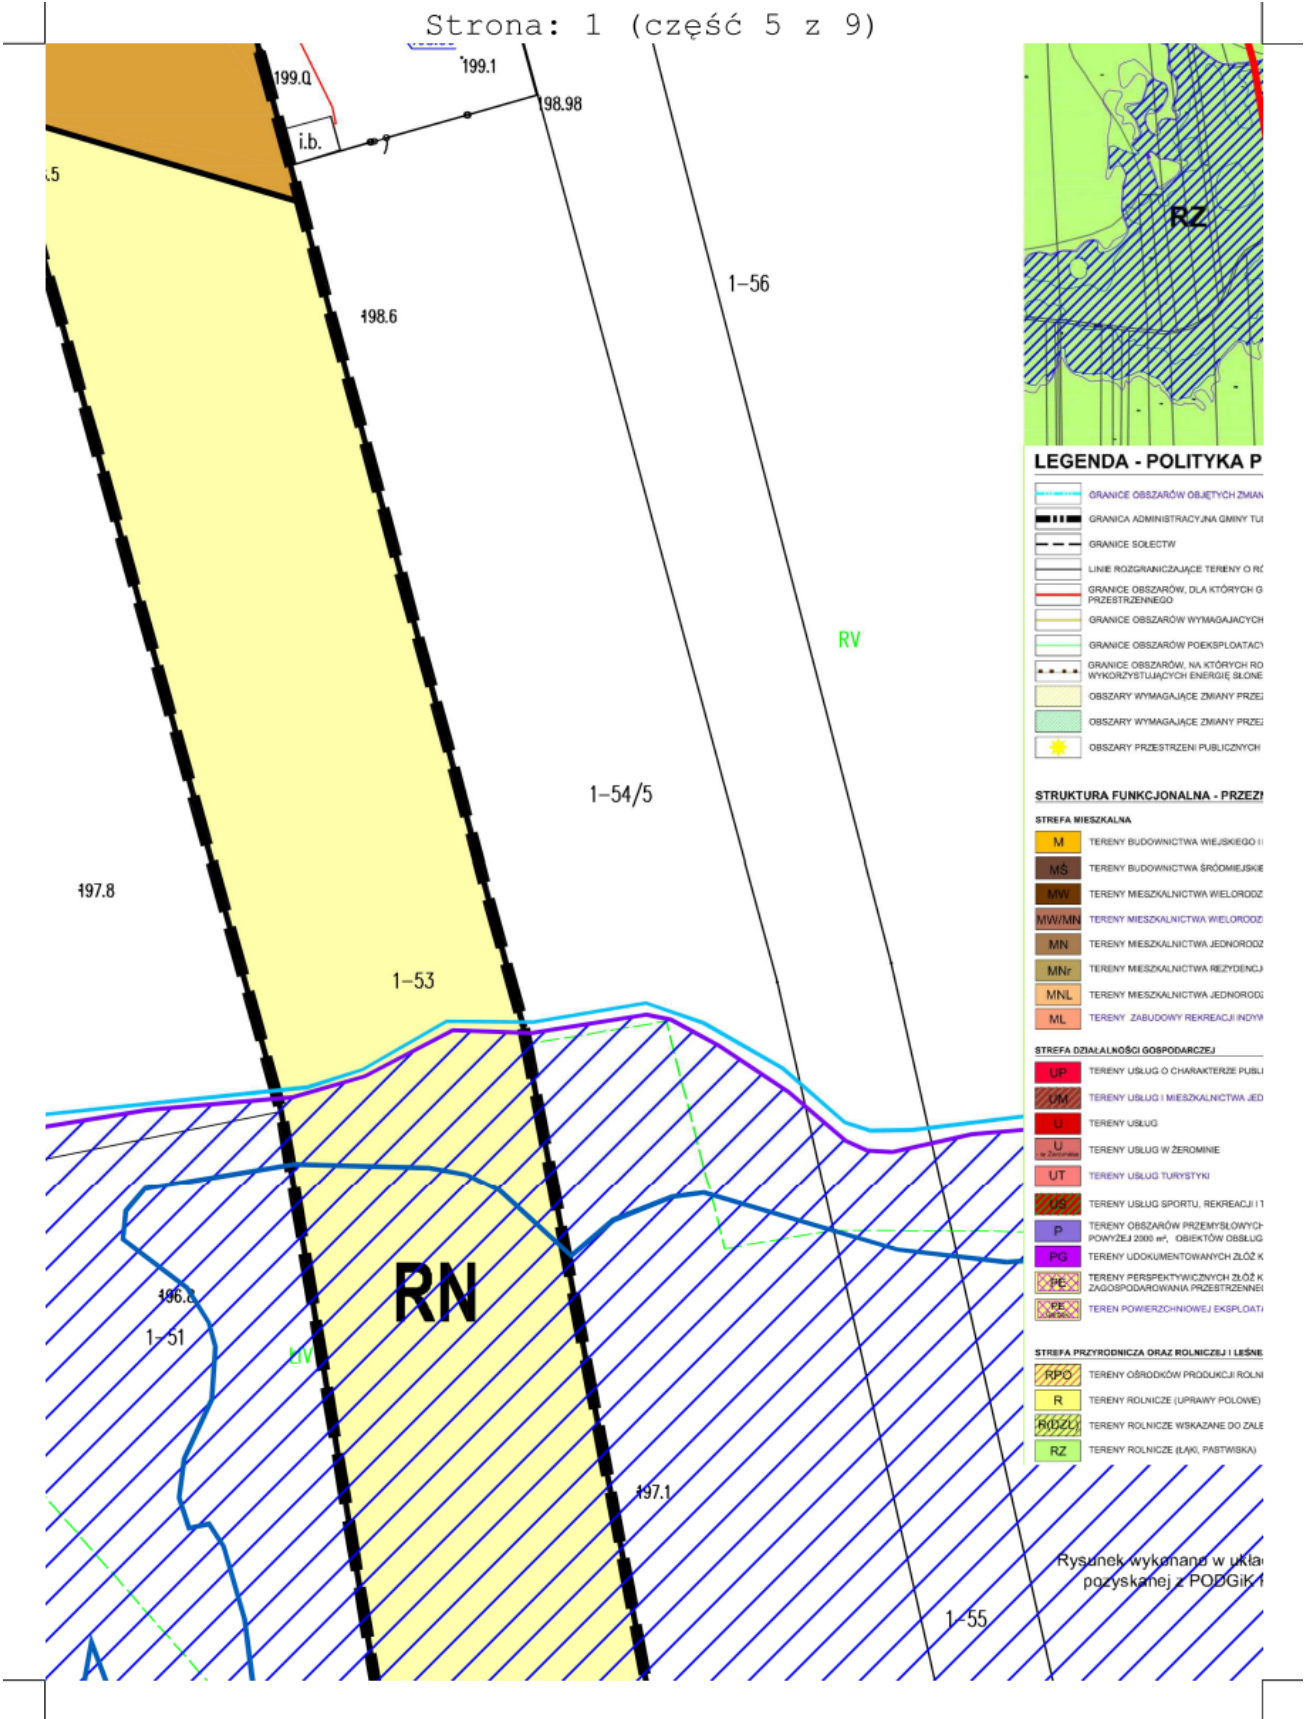 Strona: 1 (część 5 z 9)
199.1
199.0
198.98
i.b.
.5
RZ
1-56
198.6
LEGENDA - POLITYKA P
GRANICE OBSZARÓW OBJĘTYCH ZMIAN
GRANICA ADMINISTRACYJNA GMINY TU
GRANICE SOŁECTW
LINIE ROZGRANICZAJĄCE TERENY O
GRANICE OBSZARÓW, DLA KTÓRYCH G
PRZESTRZENNEGO
GRANICE OBSZARÓW WYMAGAJACYCH
GRANICE OBSZARÓW POEKSPLOATACY
GRANICE OBSZARÓW, NA KTÓRYCH RO
WYKORZYSTUJĄCYCH ENERGIĘ SŁONE
OBSZARY WYMAGAJĄCE ZMIANY PRZEZ
OBSZARY WYMAGAJĄCE ZMIANY PRZEZ
OBSZARY PRZESTRZENI PUBLICZNYCH
RV
1-54/5
197.8
1-53
STRUKTURA FUNKCJONALNA - PRZEZN
STREFA MIESZKALNA
M TERENY BUDOWNICTWA WIEJSKIEGO I
MŚ TERENY BUDOWNICTWA ŚRÓDMIEJSKIE
MW TERENY MIESZKALNICTWA WIELORODZ
MW/MN TERENY MIESZKALNICTWA WIELORODZ
MN TERENY MIESZKALNICTWA JEDNORODZ
MNr TERENY MIESZKALNICTWA REZYDENCJ
MNL TERENY MIESZKALNICTWA JEDNORODZ
ML TERENY ZABUDOWY REKREACJI INDYW
STREFA DZIAŁALNOŚCI GOSPODARCZEJ
UP TERENY USŁUG O CHARAKTERZE PUBLI
UM TERENY USŁUG I MIESZKALNICTWA JED
U TERENY USŁUG
U TERENY USŁUG W ŻEROMINIE
- w Żerominie
UT TERENY USŁUG TURYSTYKI
US TERENY USŁUG SPORTU, REKREACJI I T
P TERENY OBSZARÓW PRZEMYSŁOWYCH
POWYŻEJ 2000 m², OBIEKTÓW OBSŁUG
PG TERENY UDOKUMENTOWANYCH ZŁÓŻ K
PE TERENY PERSPEKTYWICZNYCH ZŁÓŻ K
ZAGOSPODAROWANIA PRZESTRZENNEG
PE TEREN POWIERZCHNIOWEJ EKSPLOATA
STREFA PRZYRODNICZA ORAZ ROLNICZEJ I LEŚNE
RPO TERENY OŚRODKÓW PRODUKCJI ROLNI
R TERENY ROLNICZE (UPRAWY POLOWE)
R(DZL) TERENY ROLNICZE WSKAZANE DO ZALE
RZ TERENY ROLNICZE (ŁĄKI, PASTWISKA)
RN
196.8
1-51
ŁIV
197.1
Rysunek wykonano w ukła
pozyskanej z PODGiK
1-55